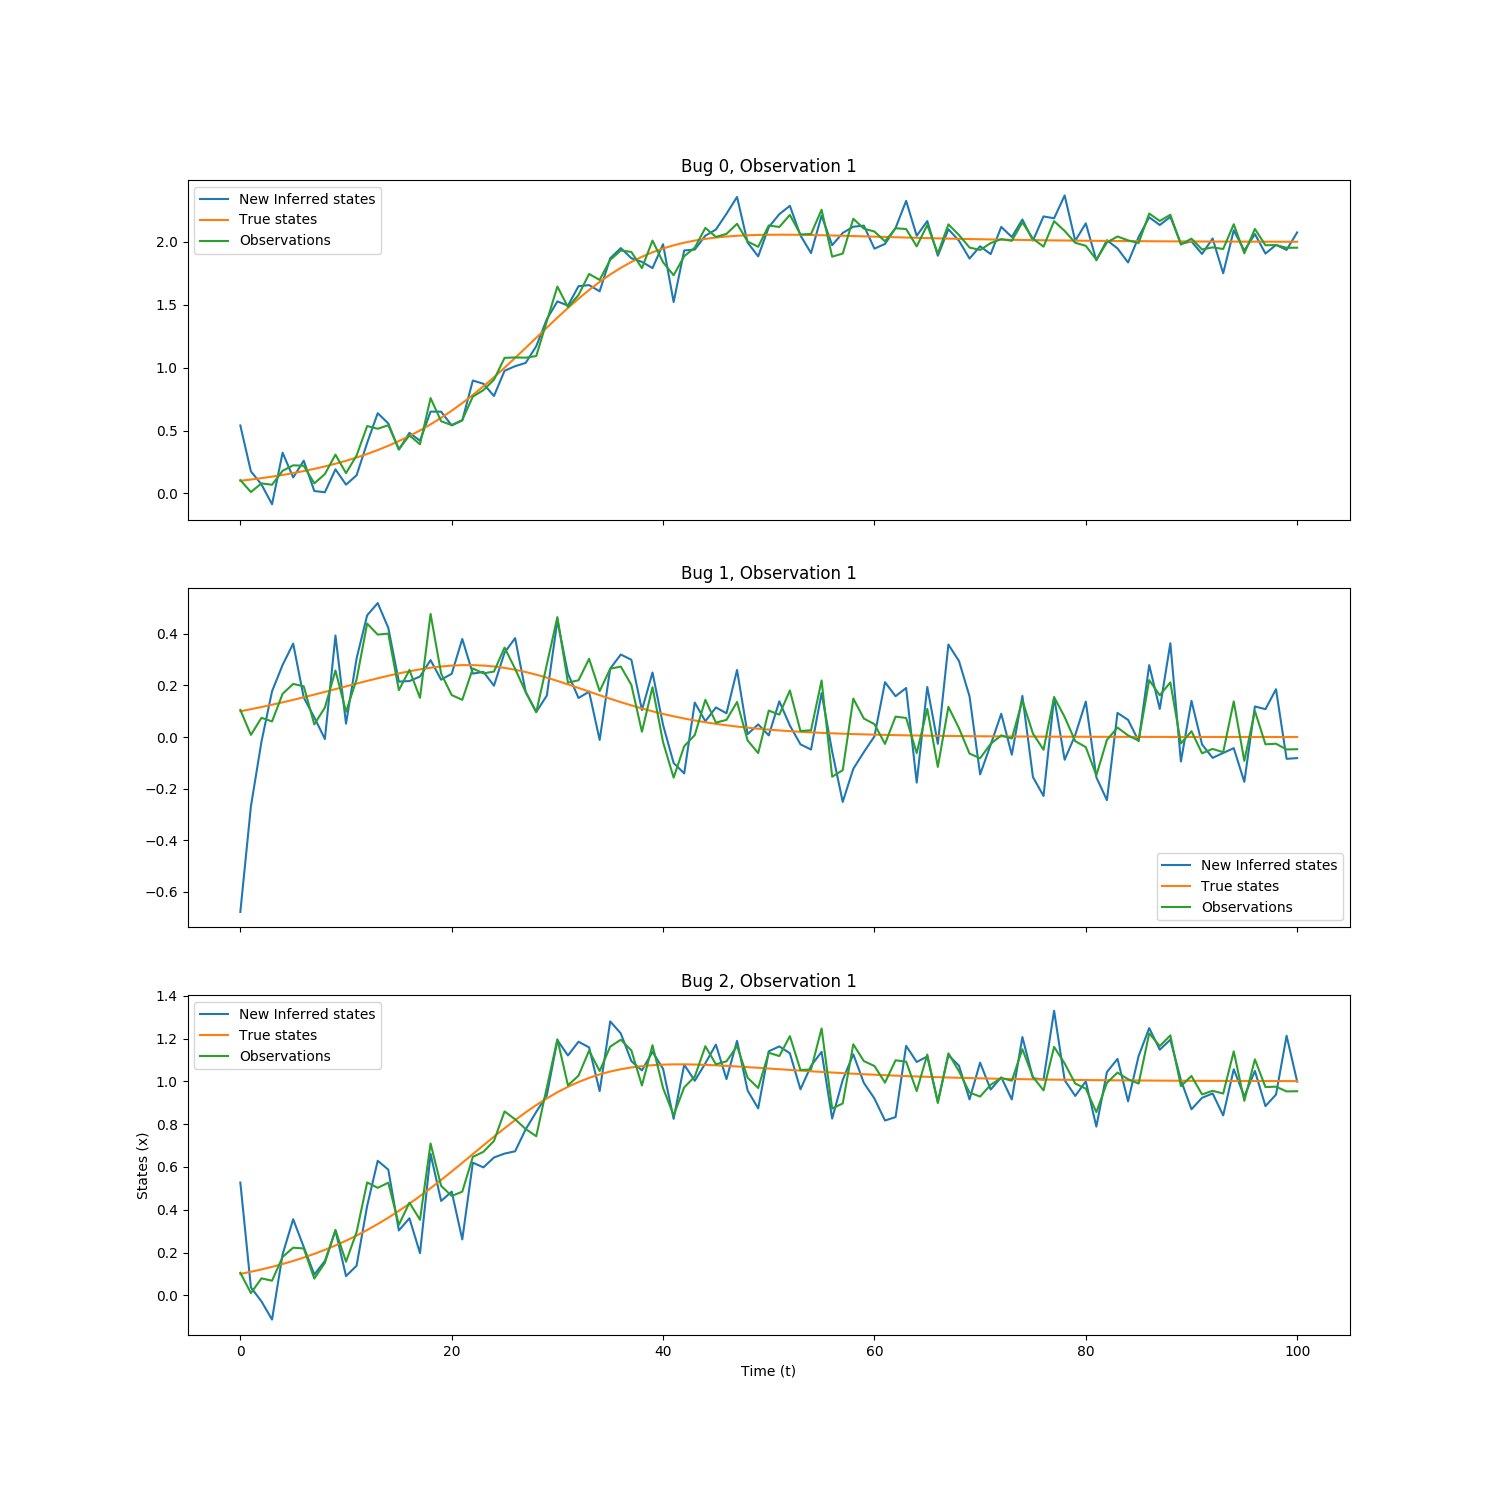 Bug 0, Observation 1
New Inferred states
True states
Observations
2.0
1.5
1.0
0.5
0.0
Bug 1, Observation 1
0.4
0.2
0.0
−0.2
−0.4
−0.6
New Inferred states
True states
Observations
Bug 2, Observation 1
New Inferred states
True states
Observations
1.4
1.2
1.0
0.8
0.6
0.4
0.2
0.0
States (x)
0 20 40 60 80 100
Time (t)